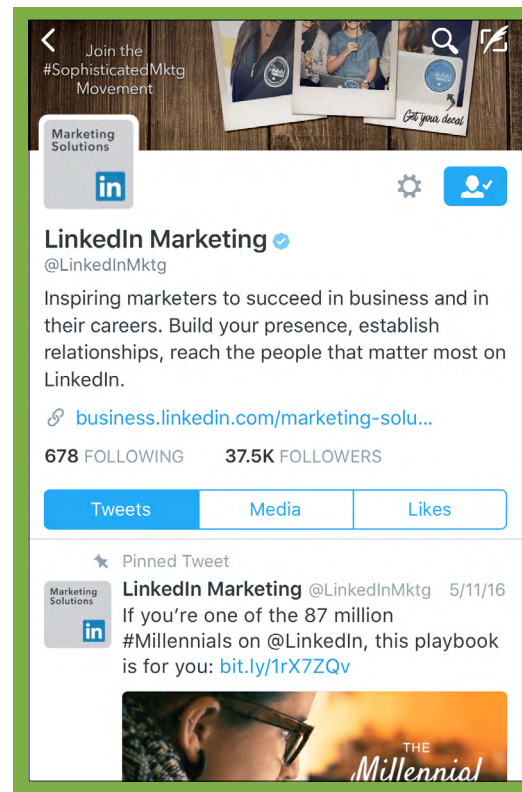 Join the
#SophisticatedMktg
Movement
Get your decal
Marketing
Solutions
in
LinkedIn Marketing
@LinkedInMktg
Inspiring marketers to succeed in business and in
their careers. Build your presence, establish
relationships, reach the people that matter most on
LinkedIn.
business.linkedin.com/marketing-solu...
678 FOLLOWING 37.5K FOLLOWERS
Tweets Media Likes
Pinned Tweet
Marketing
Solutions
in
LinkedIn Marketing @LinkedInMktg 5/11/16
If you're one of the 87 million
#Millennials on @LinkedIn, this playbook
is for you: bit.ly/1rX7ZQv
THE
Millennial